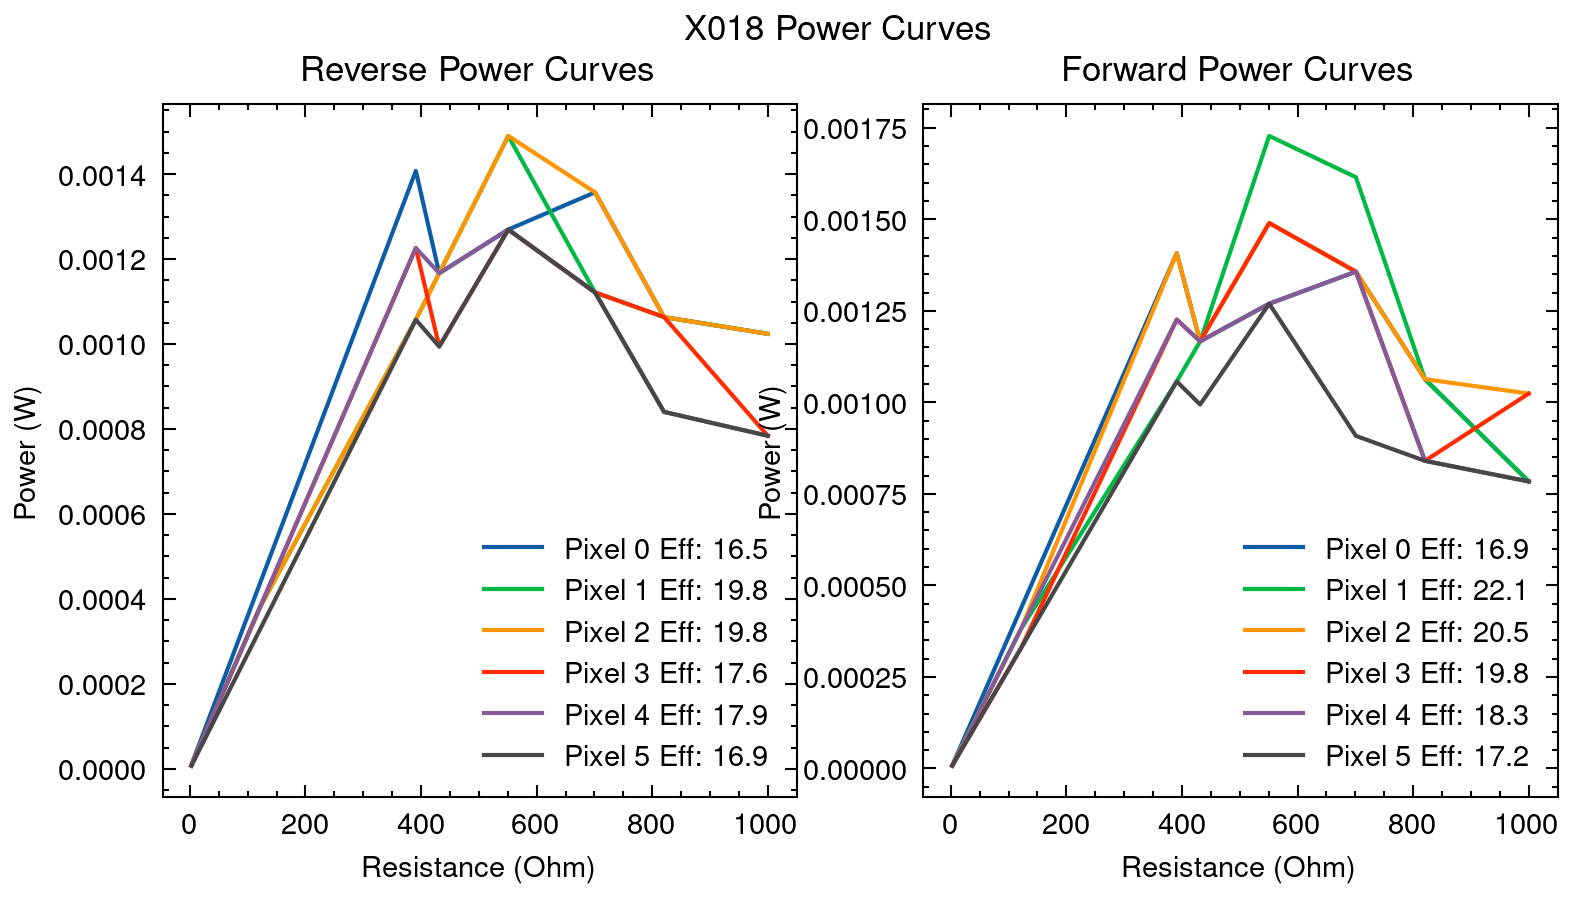 X018 Power Curves
Reverse Power Curves
Power (W)
0.0014
0.0012
0.0010
0.0008
0.0006
0.0004
0.0002
0.0000
0 200 400 600 800 1000
Resistance (Ohm)
Pixel 0 Eff: 16.5
Pixel 1 Eff: 19.8
Pixel 2 Eff: 19.8
Pixel 3 Eff: 17.6
Pixel 4 Eff: 17.9
Pixel 5 Eff: 16.9
Forward Power Curves
Power (W)
0.00175
0.00150
0.00125
0.00100
0.00075
0.00050
0.00025
0.00000
0 200 400 600 800 1000
Resistance (Ohm)
Pixel 0 Eff: 16.9
Pixel 1 Eff: 22.1
Pixel 2 Eff: 20.5
Pixel 3 Eff: 19.8
Pixel 4 Eff: 18.3
Pixel 5 Eff: 17.2